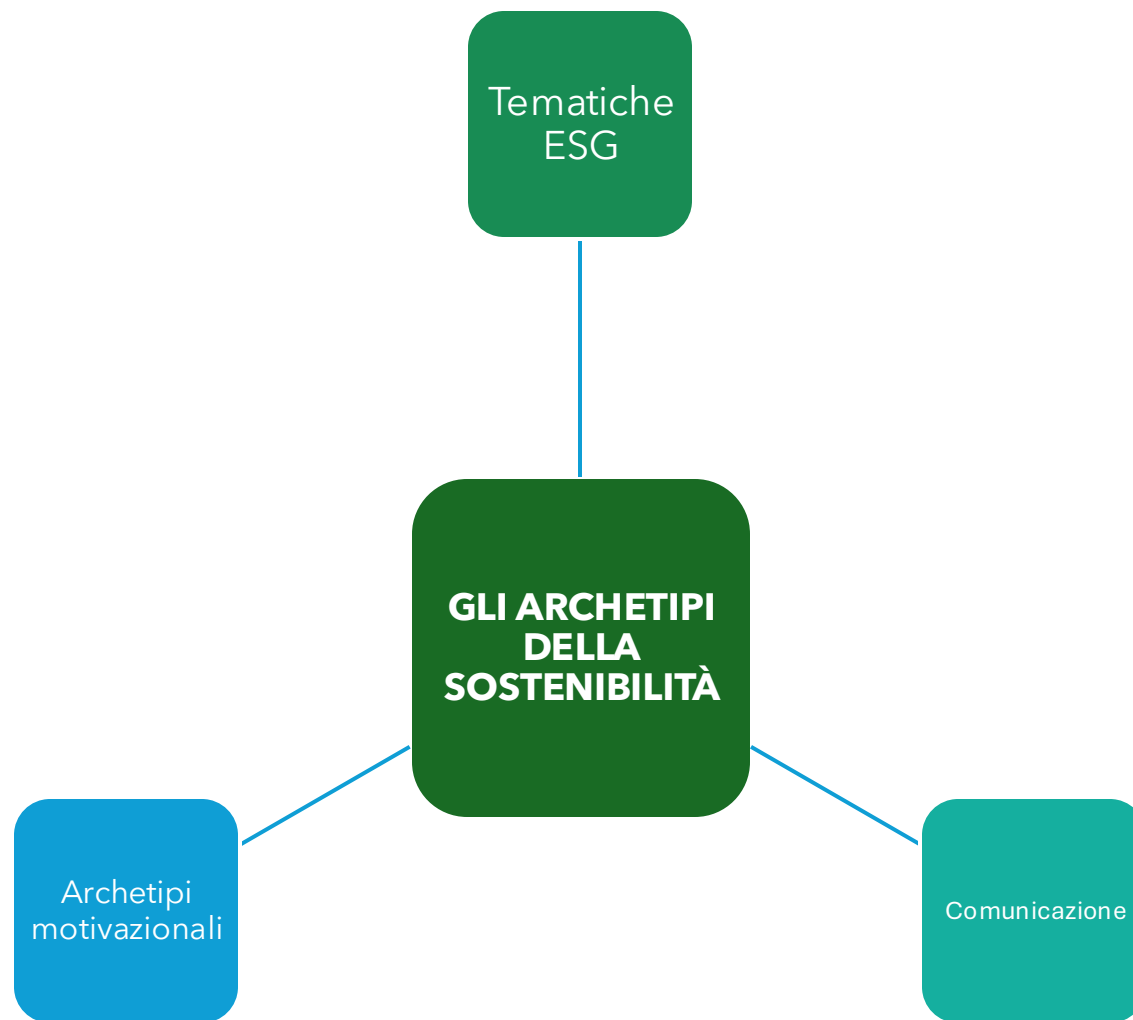 Tematiche
ESG
GLI ARCHETIPI
DELLA
SOSTENIBILITÀ
Archetipi
motivazionali
Comunicazione